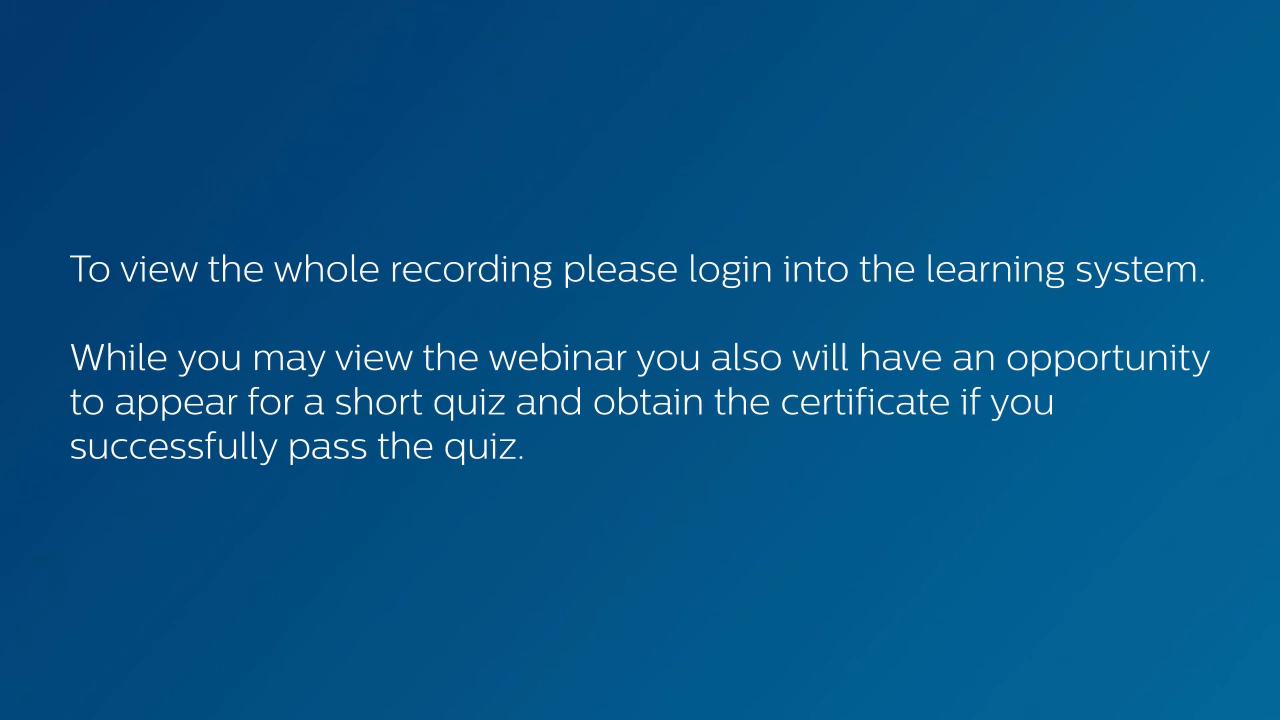 To view the whole recording please login into the learning system.
While you may view the webinar you also will have an opportunity
to appear for a short quiz and obtain the certificate if you
successfully pass the quiz.